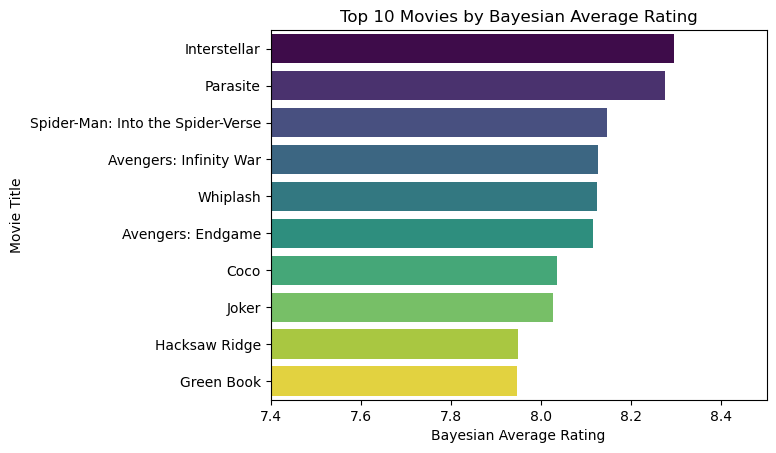 Top 10 Movies by Bayesian Average Rating
Movie Title
Interstellar
Parasite
Spider-Man: Into the Spider-Verse
Avengers: Infinity War
Whiplash
Avengers: Endgame
Coco
Joker
Hacksaw Ridge
Green Book
7.4 7.6 7.8 8.0 8.2 8.4
Bayesian Average Rating